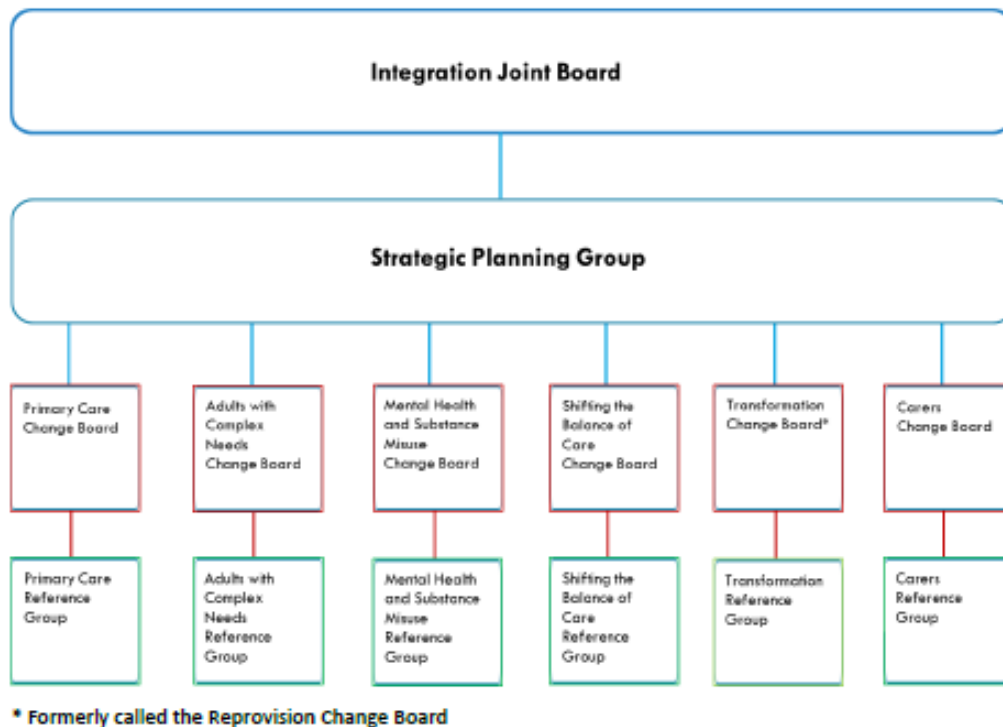 Integration Joint Board
Strategic Planning Group
Primary Care
Change Board
Adults with
Complex
Needs
Change Board
Mental Health
and Substance
Misuse
Change Board
Shifting the
Balance of
Care
Change Board
Transformation
Change Board*
Carers
Change Board
Primary Care
Reference
Group
Adults with
Complex
Needs
Reference
Group
Mental Health
and Substance
Misuse
Reference
Group
Shifting the
Balance of
Care
Reference
Group
Transformation
Reference
Group
Carers
Reference
Group
* Formerly called the Reprovision Change Board